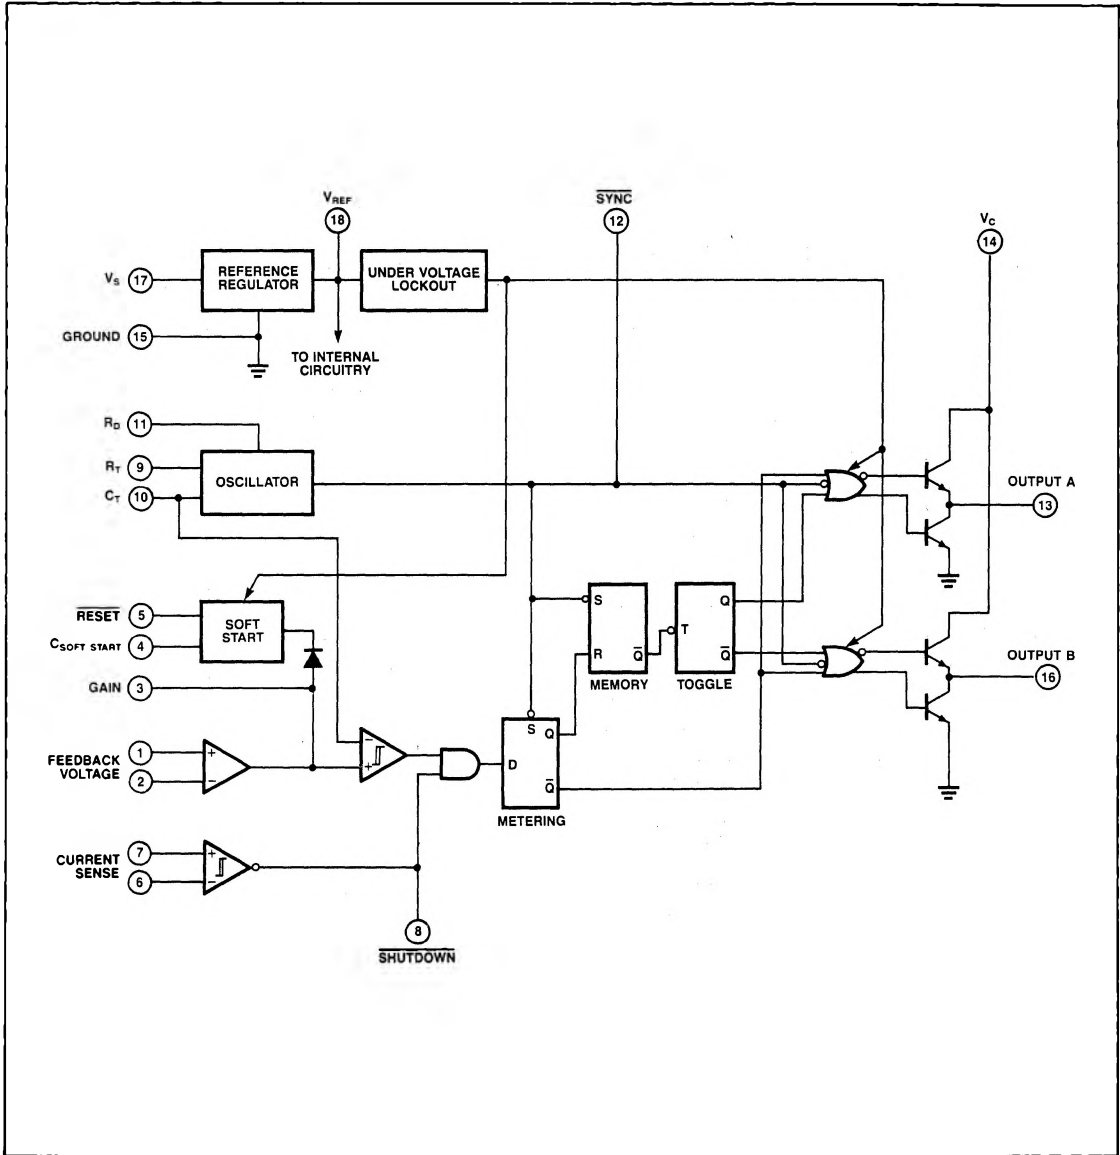 VREF
18
SYNC
12
VC
14
VS 17
REFERENCE
REGULATOR
UNDER VOLTAGE
LOCKOUT
GROUND 15
TO INTERNAL
CIRCUITRY
RD 11
RT 9
CT 10
OSCILLATOR
OUTPUT A
13
RESET 5
CSOFT START 4
SOFT
START
GAIN 3
S
R
Q
MEMORY
T
Q
Q
TOGGLE
OUTPUT B
16
FEEDBACK
VOLTAGE
1
2
+
−
−
+
S
D
Q
Q
METERING
CURRENT
SENSE
7
6
+
−
8
SHUTDOWN